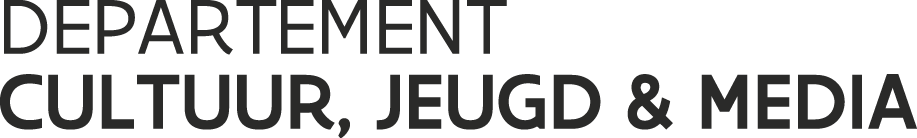 DEPARTEMENT
CULTUUR, JEUGD & MEDIA